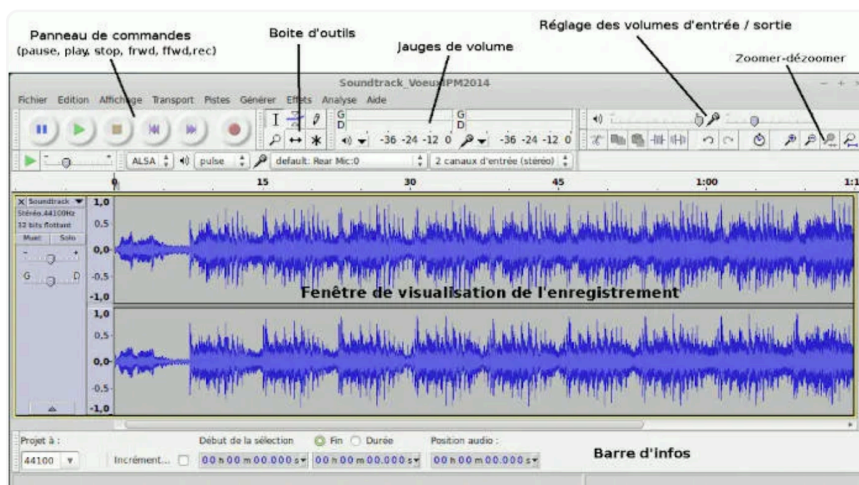 Panneau de commandes
(pause, play, stop, frwd, ffwd,rec)
Boite d'outils
Jauges de volume
Réglage des volumes d'entrée / sortie
Zoomer-dézoomer
Soundtrack_VoeuxJPM2014
Fichier Edition Affichage Transport Pistes Générer Effets Analyse Aide
G
D
-36 -24 -12 0
G
D
-36 -24 -12 0
ALSA
pulse
default: Rear Mic:0
2 canaux d'entrée (stéréo)
0 15 30 45 1:00
Soundtrack
Stéréo,44100Hz
32 bits flottant
Muet Solo
- +
G D
1,0
0,5
0,0
-0,5
-1,0
Fenêtre de visualisation de l'enregistrement
1,0
0,5
0,0
-0,5
-1,0
Projet à :
Début de la sélection Fin Durée Position audio :
44100 Incrément... 00 h 00 m 00.000 s 00 h 00 m 00.000 s 00 h 00 m 00.000 s
Barre d'infos